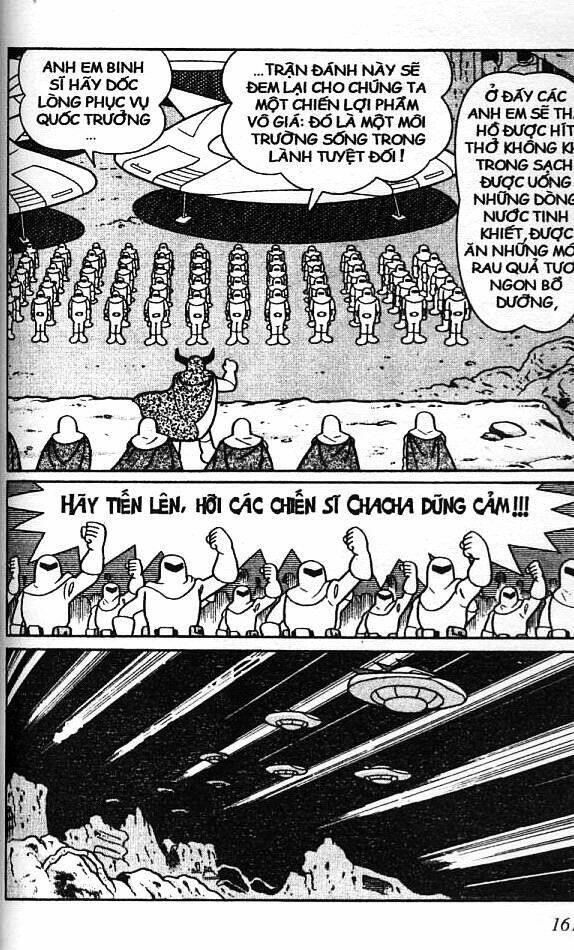 ANH EM BINH
SĨ HÃY DỐC
LÒNG PHỤC VỤ
QUỐC TRƯỞNG
...
...TRẬN ĐÁNH NÀY SẼ
ĐEM LẠI CHO CHÚNG TA
MỘT CHIẾN LỢI PHẨM
VÔ GIÁ: ĐÓ LÀ MỘT MÔI
TRƯỜNG SỐNG TRONG
LÀNH TUYỆT ĐỐI!
Ở ĐẤY CÁC
ANH EM SẼ
HỒ ĐƯỢC HÍT
THỞ KHÔNG
TRONG SẠCH
ĐƯỢC UỐNG
NHỮNG DÒNG
NƯỚC TINH
KHIẾT, ĐƯỢC
ĂN NHỮNG
RAU QUẢ
NGON BỔ
DƯỠNG,
HÃY TIẾN LÊN, HỠI CÁC CHIẾN SĨ CHACHA DŨNG CẢM!!!
161